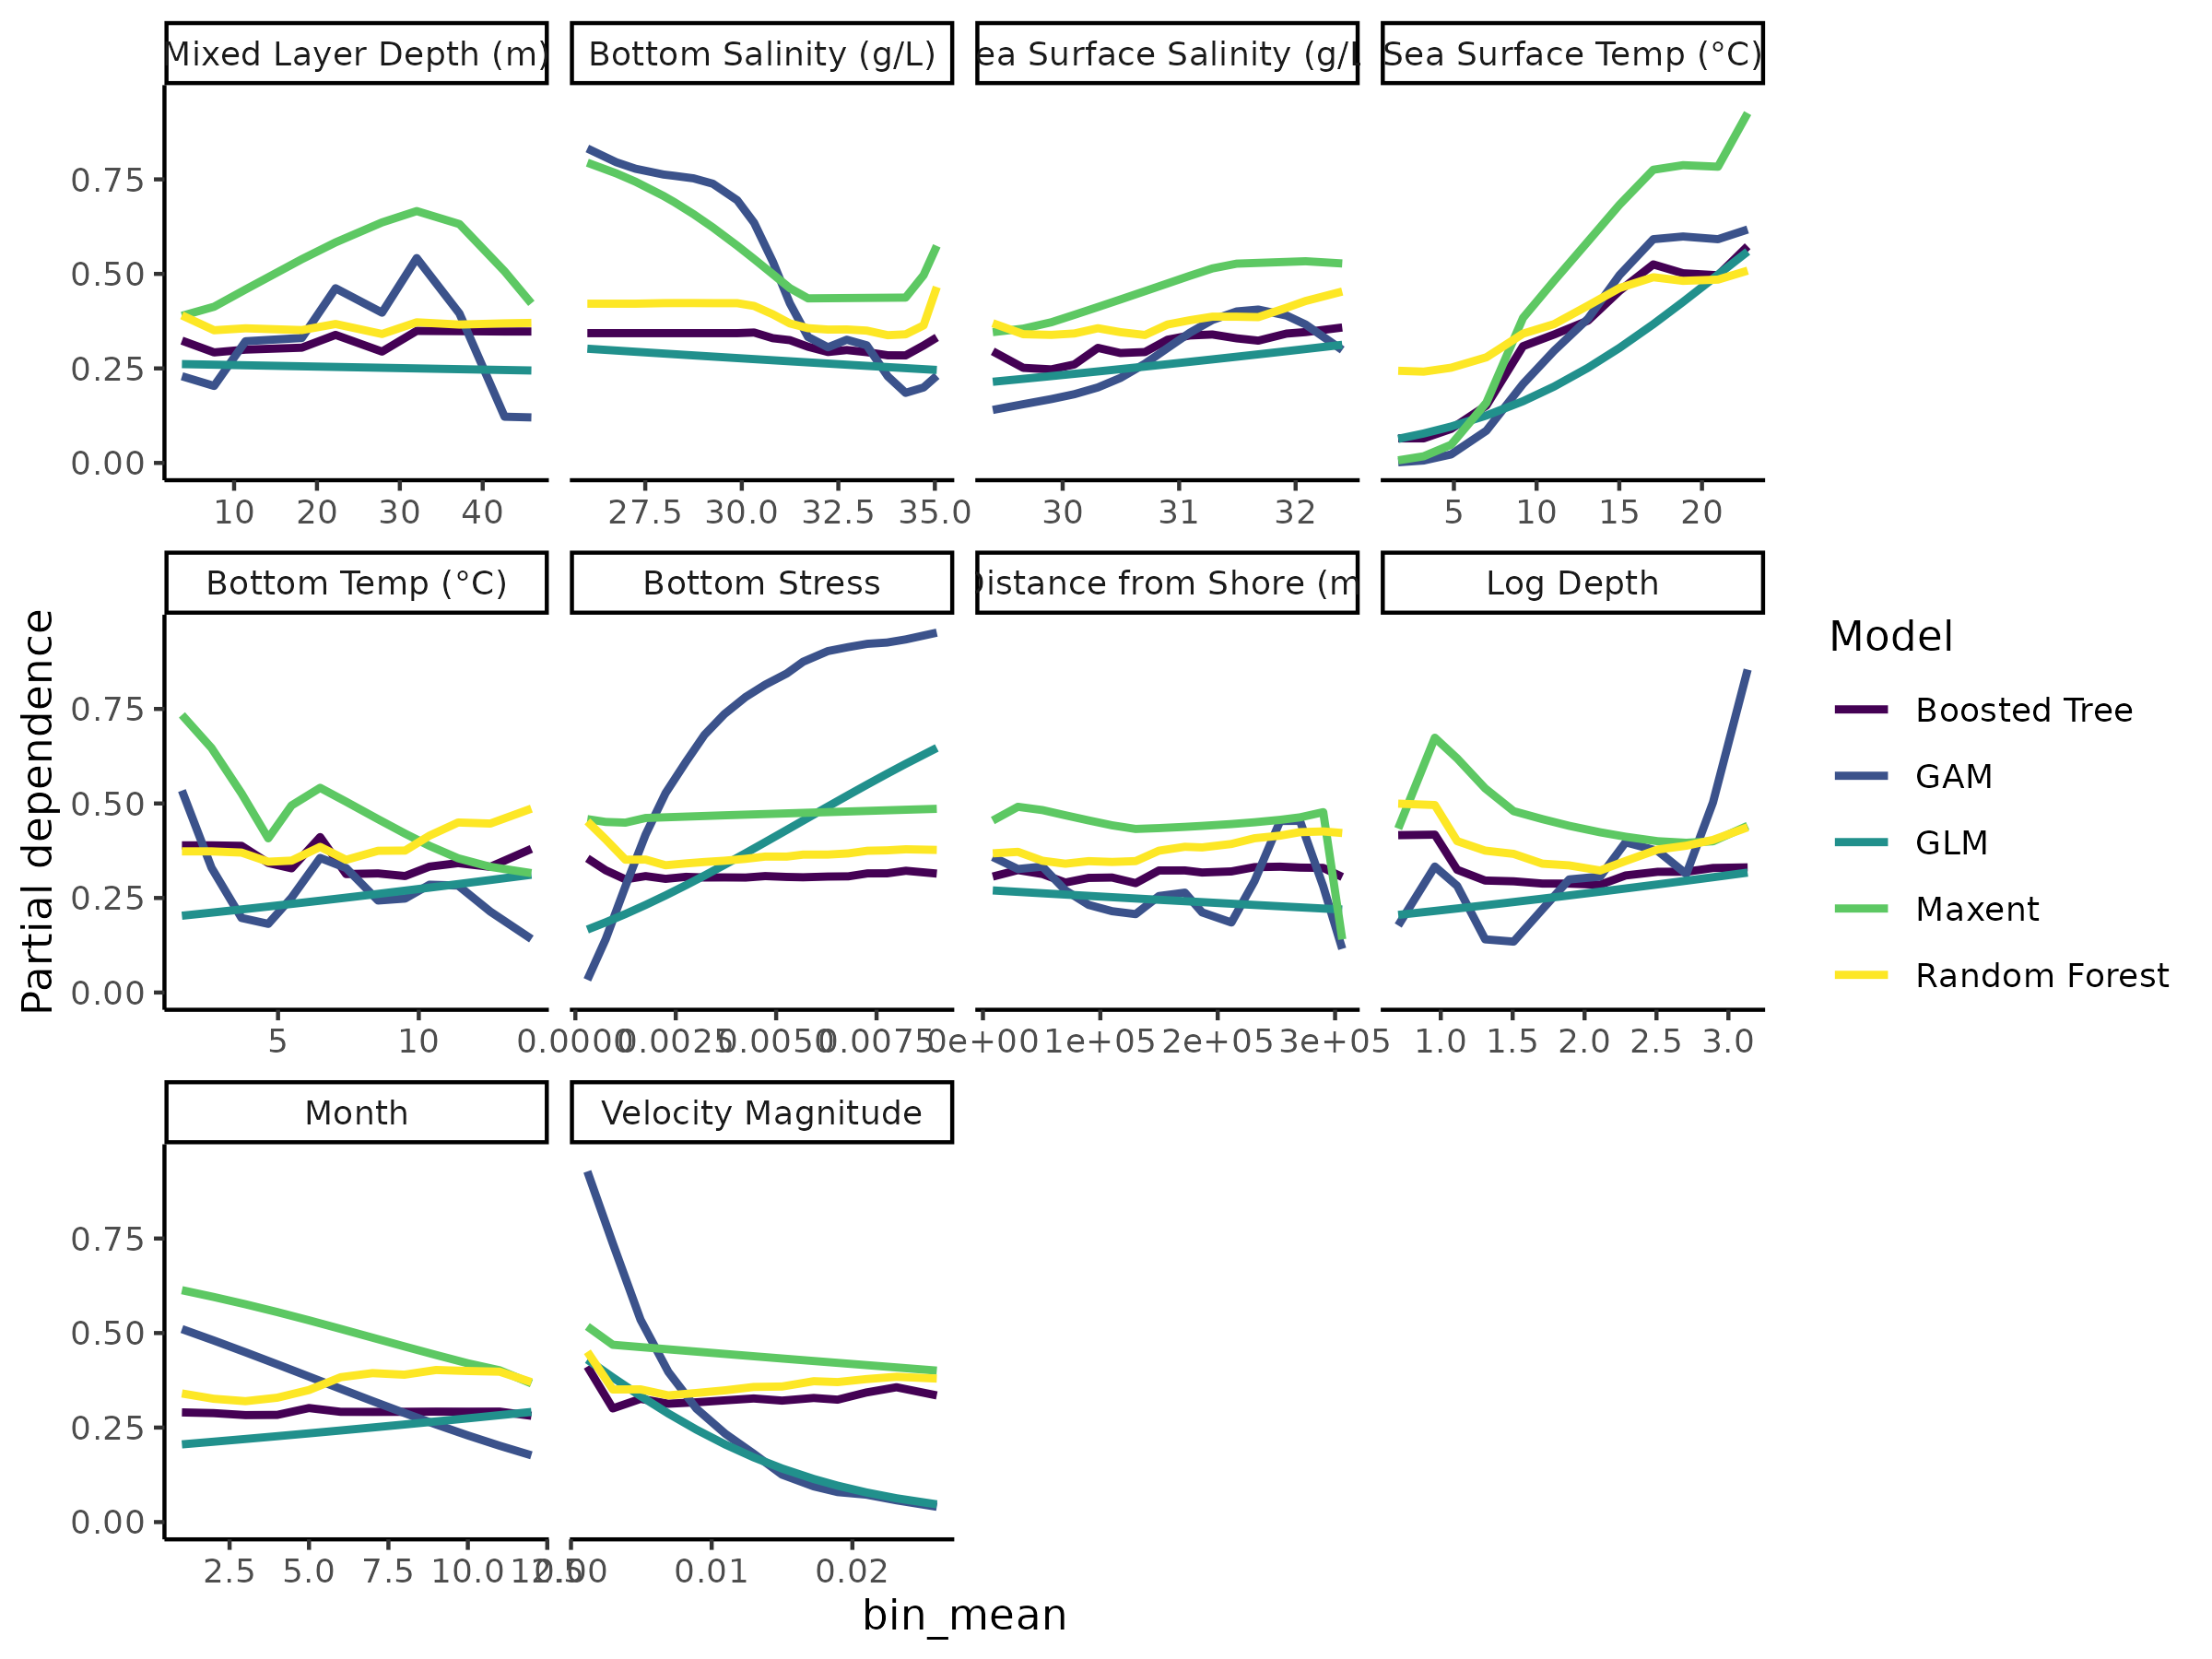 Mixed Layer Depth (m)
Bottom Salinity (g/L)
ea Surface Salinity (g/L
Sea Surface Temp (°C)
0.75
0.50
0.25
0.00
10 20 30 40
27.5 30.0 32.5 35.0
30 31 32
5 10 15 20
Bottom Temp (°C)
Bottom Stress
Distance from Shore (m
Log Depth
Partial dependence
0.75
0.50
0.25
0.00
5 10
0.0000 0.0025 0.0050 0.0075
0e+00 1e+05 2e+05 3e+05
1.0 1.5 2.0 2.5 3.0
Model
Boosted Tree
GAM
GLM
Maxent
Random Forest
Month
Velocity Magnitude
0.75
0.50
0.25
0.00
2.5 5.0 7.5 10.0 12.5
0.00 0.01 0.02
bin_mean